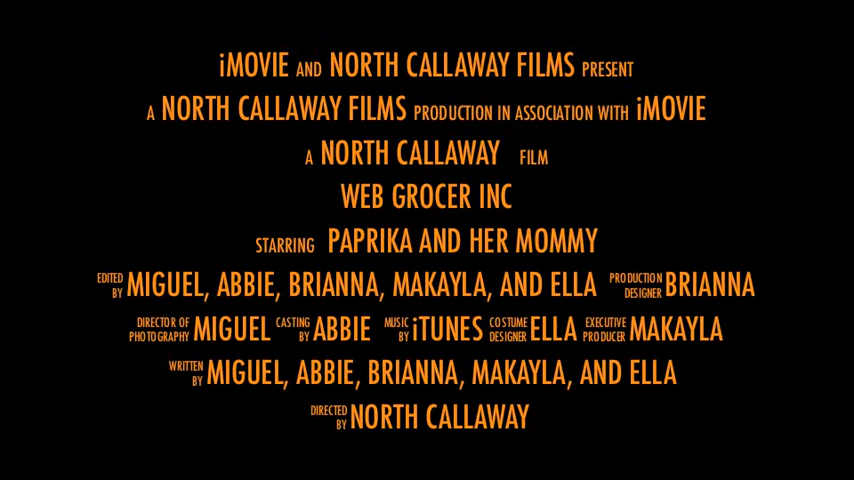 iMOVIE AND NORTH CALLAWAY FILMS PRESENT
A NORTH CALLAWAY FILMS PRODUCTION IN ASSOCIATION WITH iMOVIE
A NORTH CALLAWAY FILM
WEB GROCER INC
STARRING PAPRIKA AND HER MOMMY
EDITED BY MIGUEL, ABBIE, BRIANNA, MAKAYLA, AND ELLA PRODUCTION DESIGNER BRIANNA
DIRECTOR OF PHOTOGRAPHY MIGUEL CASTING BY ABBIE MUSIC BY iTUNES COSTUME DESIGNER ELLA EXECUTIVE PRODUCER MAKAYLA
WRITTEN BY MIGUEL, ABBIE, BRIANNA, MAKAYLA, AND ELLA
DIRECTED BY NORTH CALLAWAY